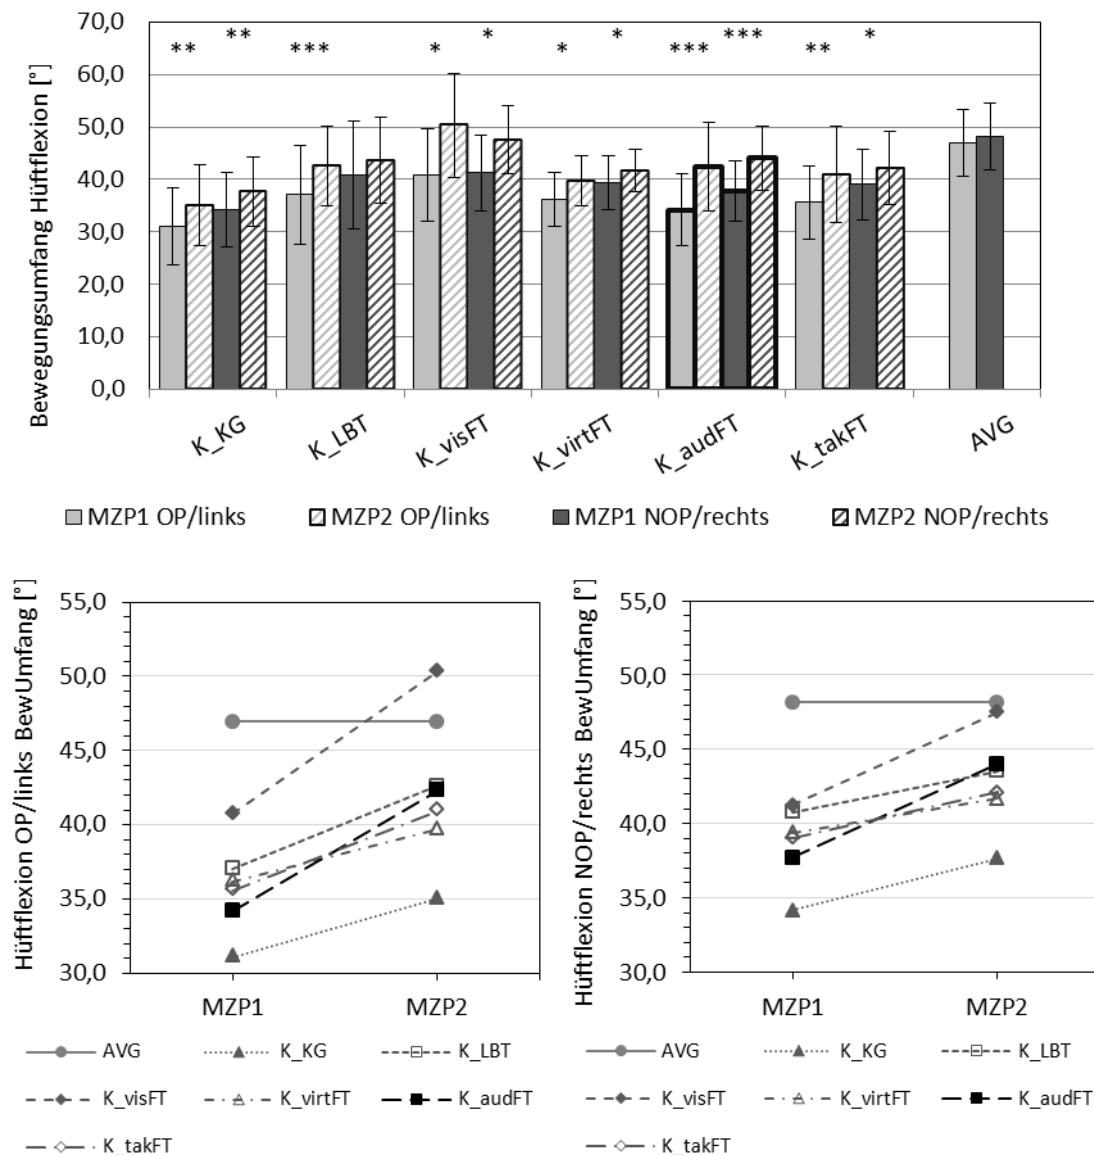 Bewegungsumfang Hüftflexion [°]
70,0
60,0
50,0
40,0
30,0
20,0
10,0
0,0
** ** *** * * * * *** *** ** *
K_KG K_LBT K_visFT K_virtFT K_audFT K_takFT AVG
MZP1 OP/links MZP2 OP/links MZP1 NOP/rechts MZP2 NOP/rechts
Hüftflexion OP/links BewUmfang [°]
55,0
50,0
45,0
40,0
35,0
30,0
MZP1 MZP2
AVG K_KG K_LBT
K_visFT K_virtFT K_audFT
K_takFT
Hüftflexion NOP/rechts BewUmfang [°]
55,0
50,0
45,0
40,0
35,0
30,0
MZP1 MZP2
AVG K_KG K_LBT
K_visFT K_virtFT K_audFT
K_takFT